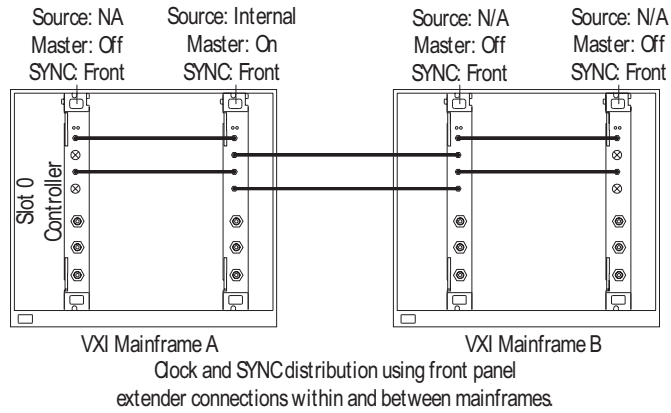 Source: NA
Master: Off
SYNC: Front
Source: Internal
Master: On
SYNC: Front
Source: N/A
Master: Off
SYNC: Front
Source: N/A
Master: Off
SYNC: Front
Slot 0
Controller
VXI Mainframe A
VXI Mainframe B
Clock and SYNC distribution using front panel
extender connections within and between mainframes.